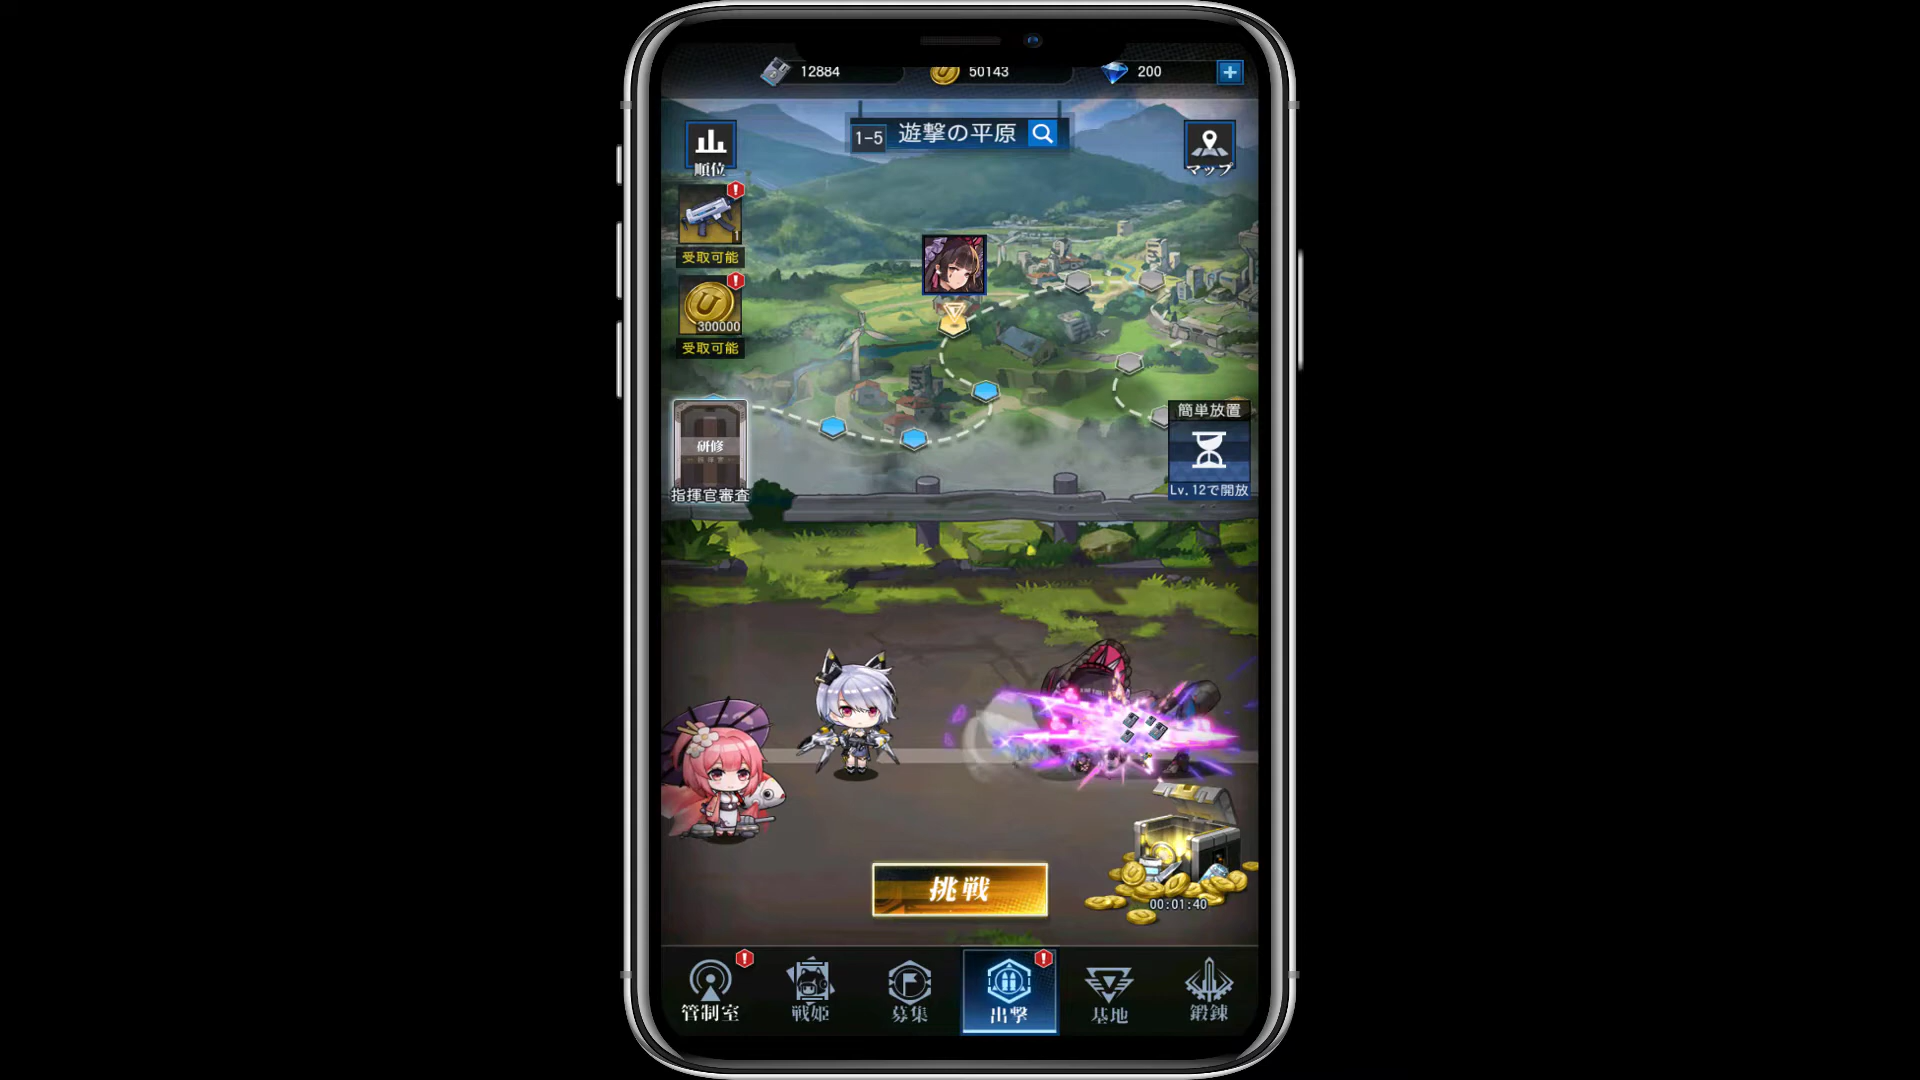 12884
50143
200
1-5 遊撃の平原
順位
マップ
1
受取可能
300000
受取可能
簡単放置
研修
指揮官審査
Lv.12で開放
挑戦
00:01:40
管制室
戦姫
募集
出撃
基地
鍛錬